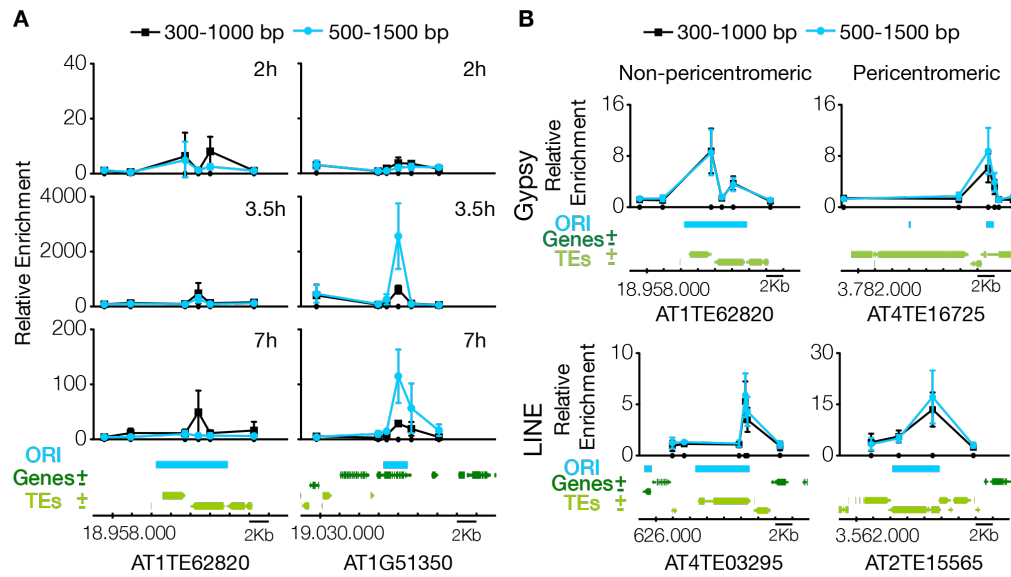 A
300-1000 bp 500-1500 bp
Relative Enrichment
40
20
0
2h
2h
4000
2000
0
3.5h
3.5h
200
100
0
7h
7h
ORI
Genes ±
TEs ±
18.958.000 2Kb
19.030.000 2Kb
AT1TE62820
AT1G51350
B
300-1000 bp 500-1500 bp
Non-pericentromeric
Pericentromeric
Gypsy
Relative Enrichment
16
8
0
Relative Enrichment
16
8
0
ORI
Genes ±
TEs ±
18.958.000 2Kb
3.782.000 2Kb
AT1TE62820
AT4TE16725
LINE
Relative Enrichment
10
5
0
Relative Enrichment
30
15
0
ORI
Genes ±
TEs ±
626.000 2Kb
3.562.000 2Kb
AT4TE03295
AT2TE15565